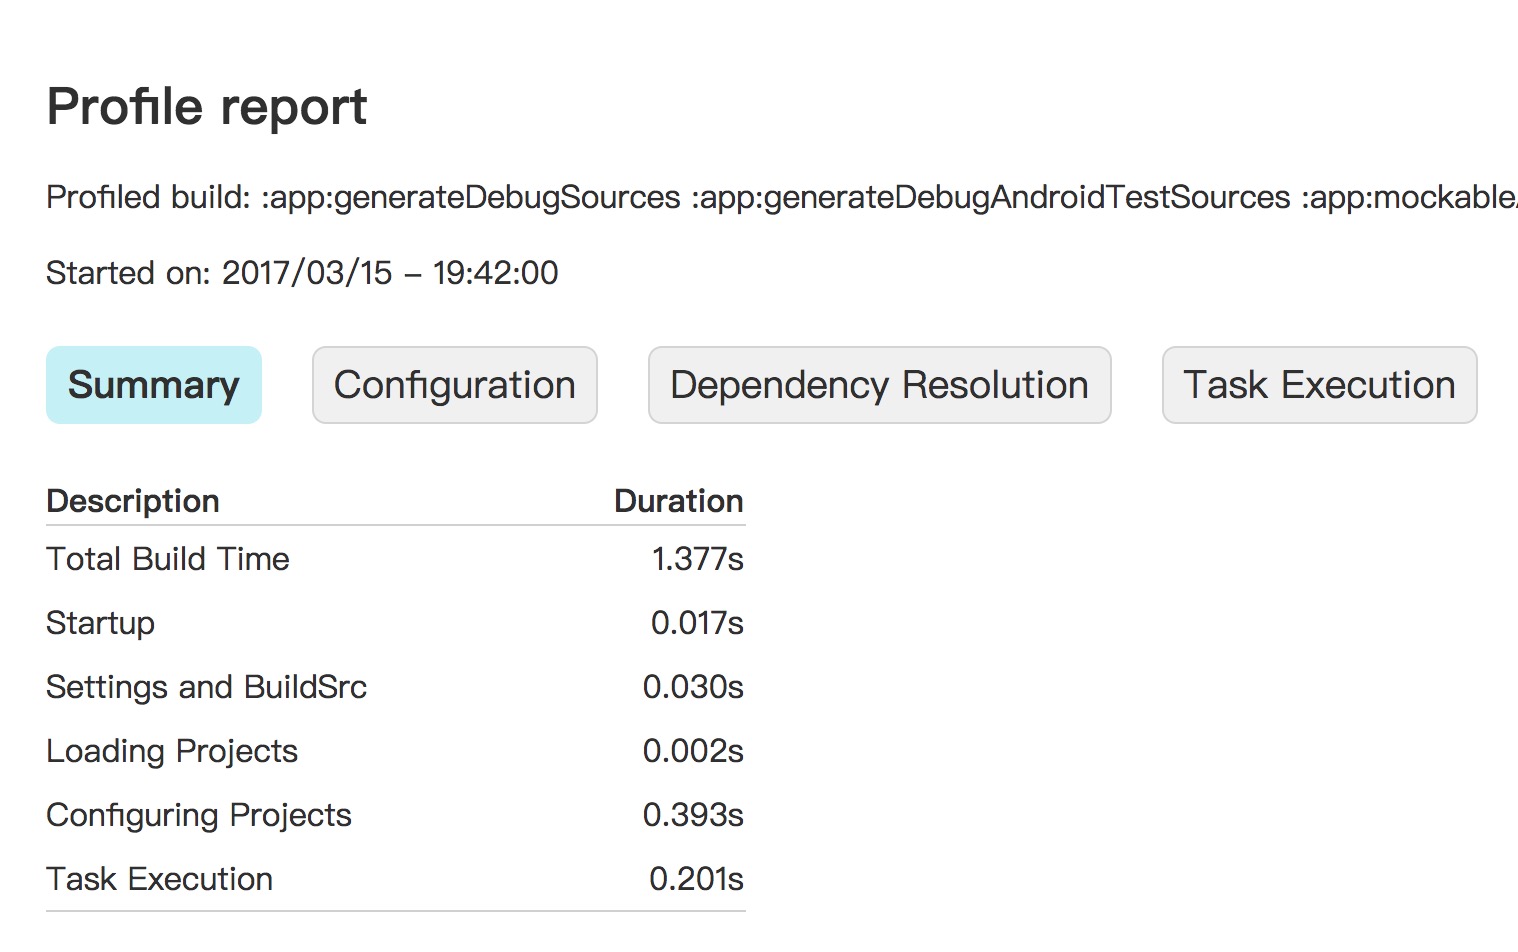 Profile report
Profiled build: :app:generateDebugSources :app:generateDebugAndroidTestSources :app:mockable
Started on: 2017/03/15 – 19:42:00
Summary Configuration Dependency Resolution Task Execution
Description Duration
Total Build Time 1.377s
Startup 0.017s
Settings and BuildSrc 0.030s
Loading Projects 0.002s
Configuring Projects 0.393s
Task Execution 0.201s